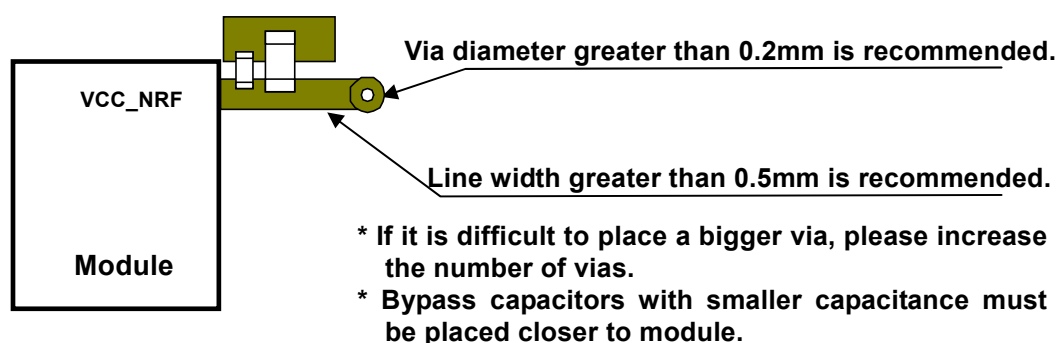 Via diameter greater than 0.2mm is recommended.
VCC_NRF
Line width greater than 0.5mm is recommended.
* If it is difficult to place a bigger via, please increase
the number of vias.
Module
* Bypass capacitors with smaller capacitance must
be placed closer to module.